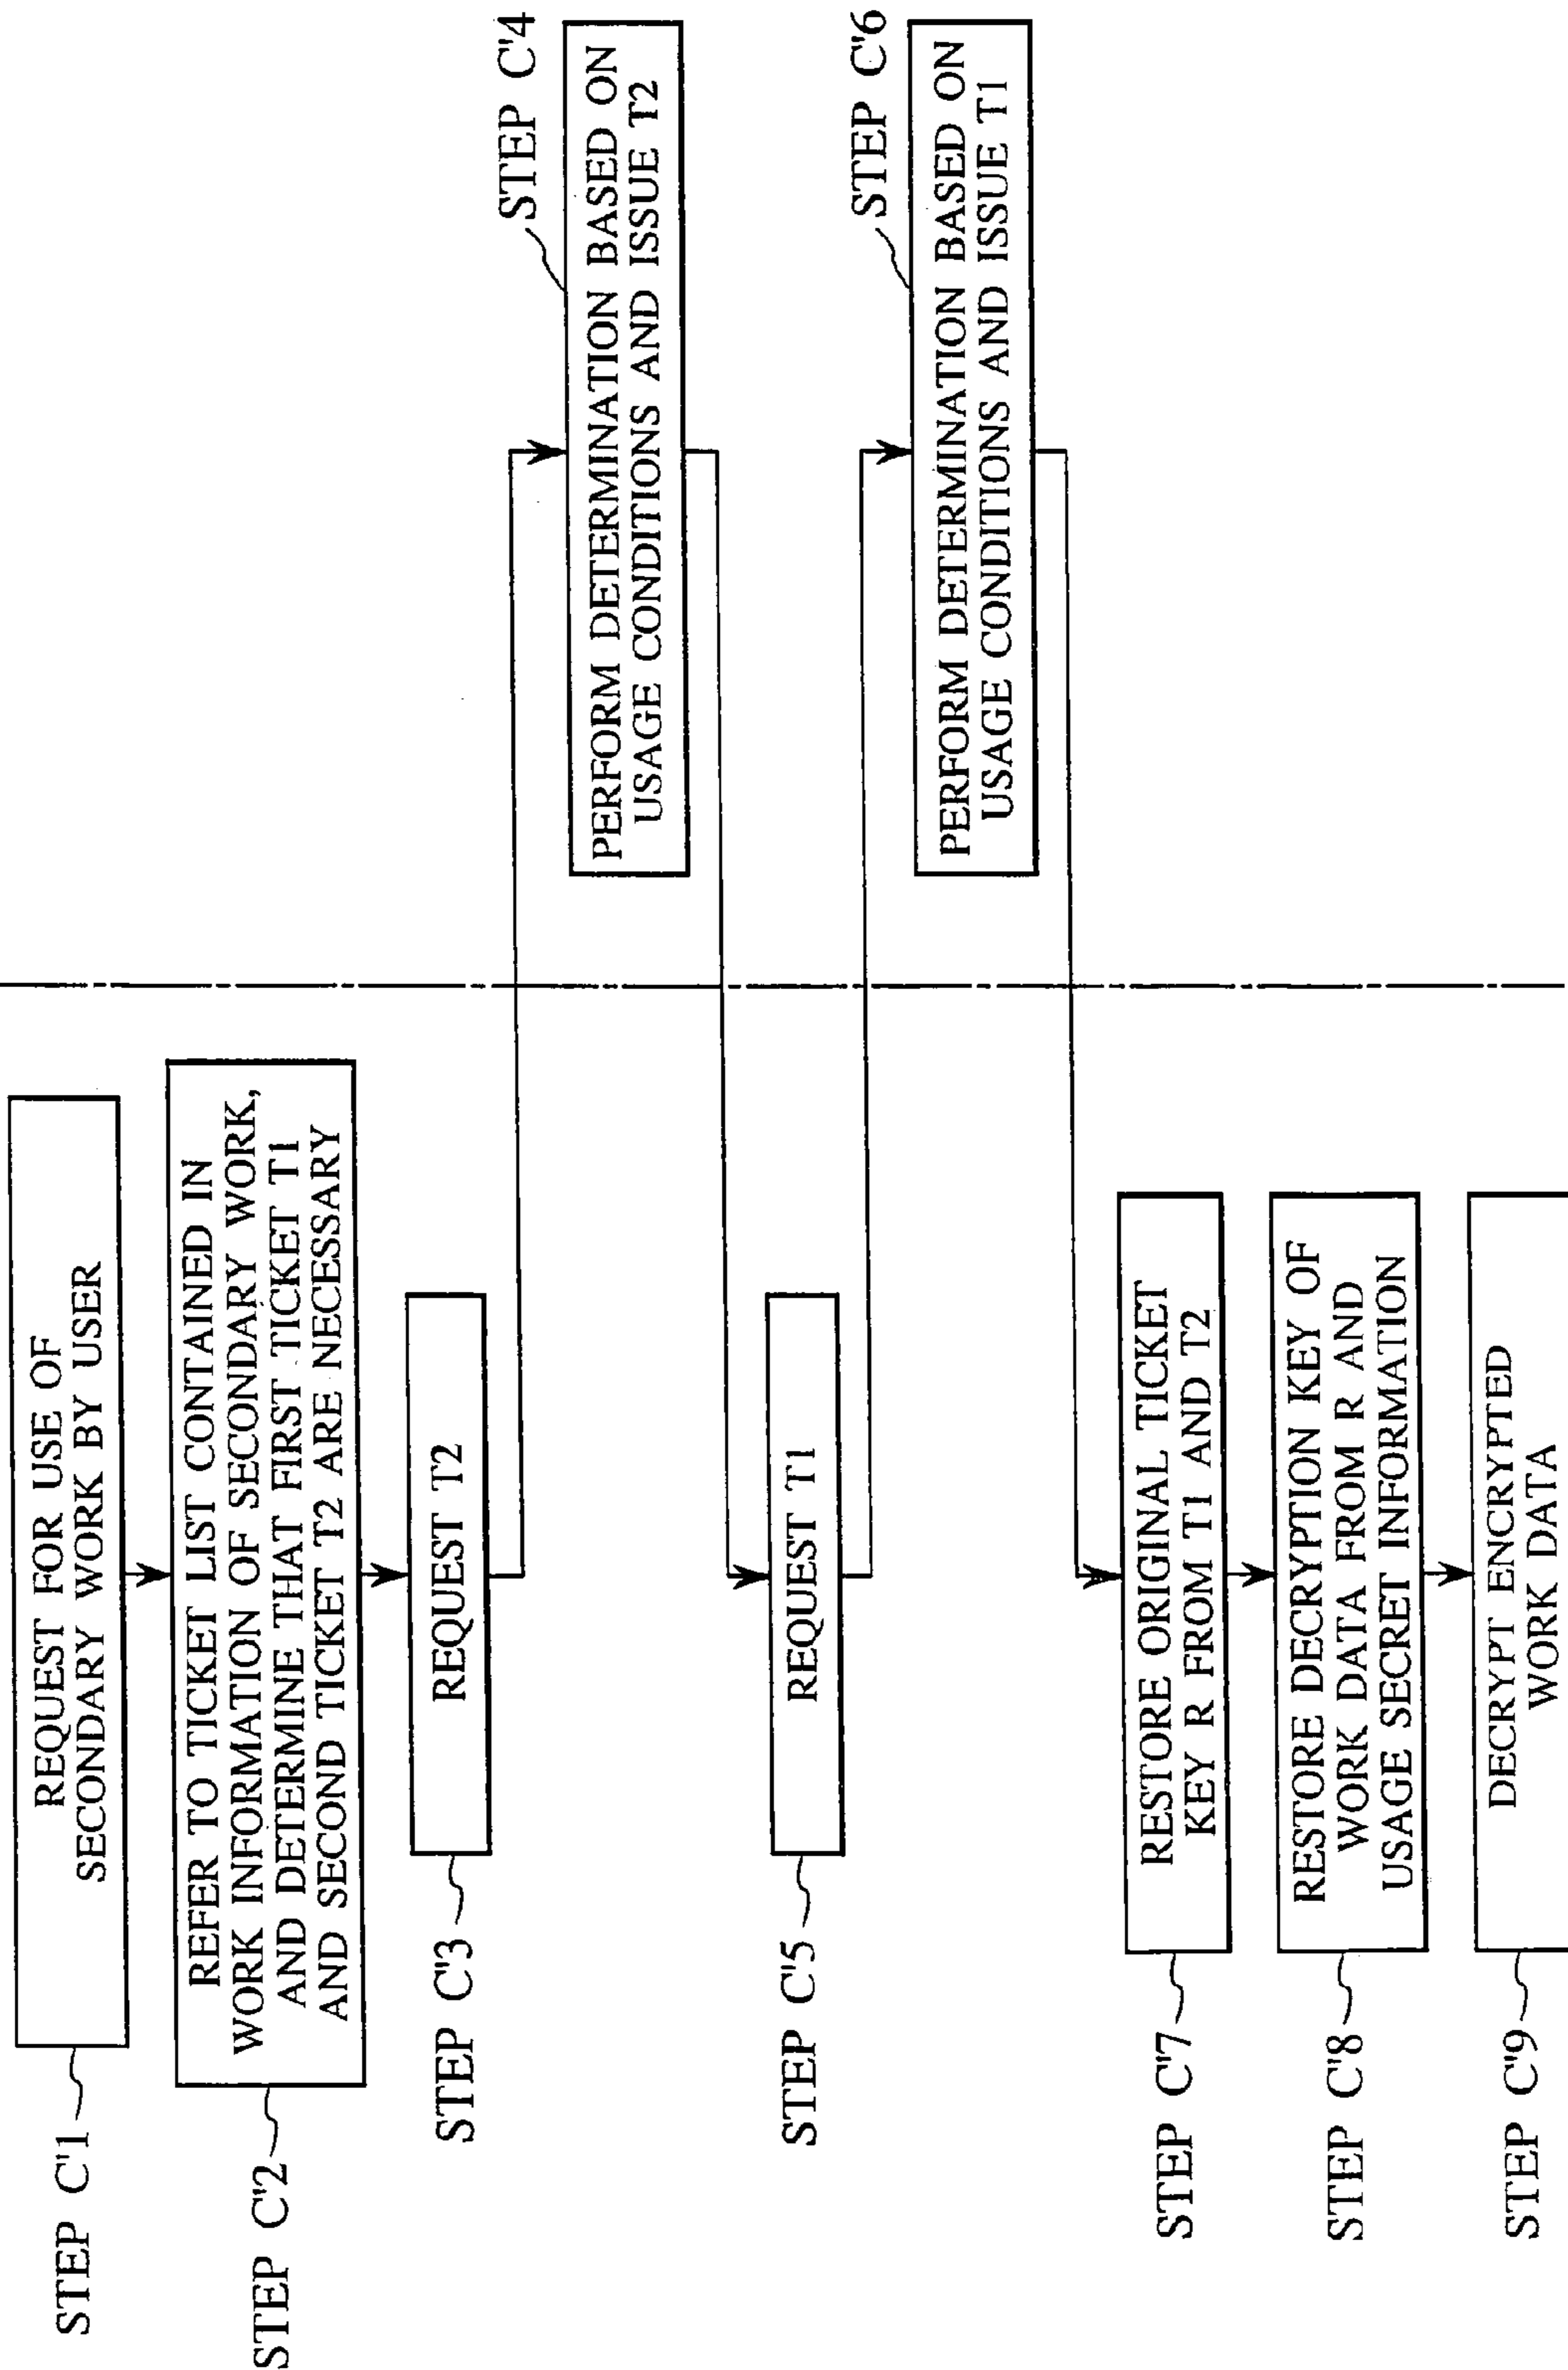 STEP C'1
REQUEST FOR USE OF
SECONDARY WORK BY USER
STEP C'2
REFER TO TICKET LIST CONTAINED IN
WORK INFORMATION OF SECONDARY WORK,
AND DETERMINE THAT FIRST TICKET T1
AND SECOND TICKET T2 ARE NECESSARY
STEP C'3
REQUEST T2
STEP C'4
PERFORM DETERMINATION BASED ON
USAGE CONDITIONS AND ISSUE T2
STEP C'5
REQUEST T1
STEP C'6
PERFORM DETERMINATION BASED ON
USAGE CONDITIONS AND ISSUE T1
STEP C'7
RESTORE ORIGINAL TICKET
KEY R FROM T1 AND T2
STEP C'8
RESTORE DECRYPTION KEY OF
WORK DATA FROM R AND
USAGE SECRET INFORMATION
STEP C'9
DECRYPT ENCRYPTED
WORK DATA